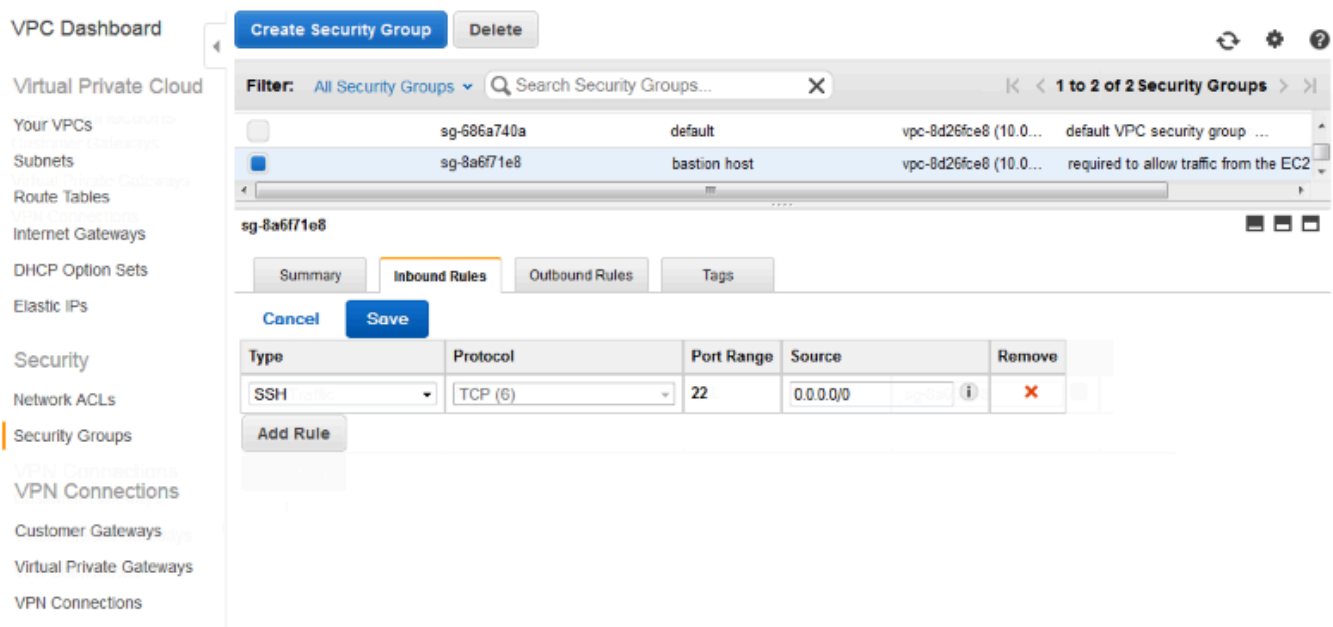 VPC Dashboard
Create Security Group
Delete
Virtual Private Cloud
Your VPCs
Subnets
Route Tables
Internet Gateways
DHCP Option Sets
Elastic IPs
Security
Network ACLs
Security Groups
VPN Connections
Customer Gateways
Virtual Private Gateways
VPN Connections
Filter: All Security Groups Search Security Groups... 1 to 2 of 2 Security Groups
sg-686a740a default vpc-8d26fce8 (10.0... default VPC security group ...
sg-8a6f71e8 bastion host vpc-8d26fce8 (10.0... required to allow traffic from the EC2
sg-8a6f71e8
Summary Inbound Rules Outbound Rules Tags
Cancel Save
Type Protocol Port Range Source Remove
SSH TCP (6) 22 0.0.0.0/0
Add Rule